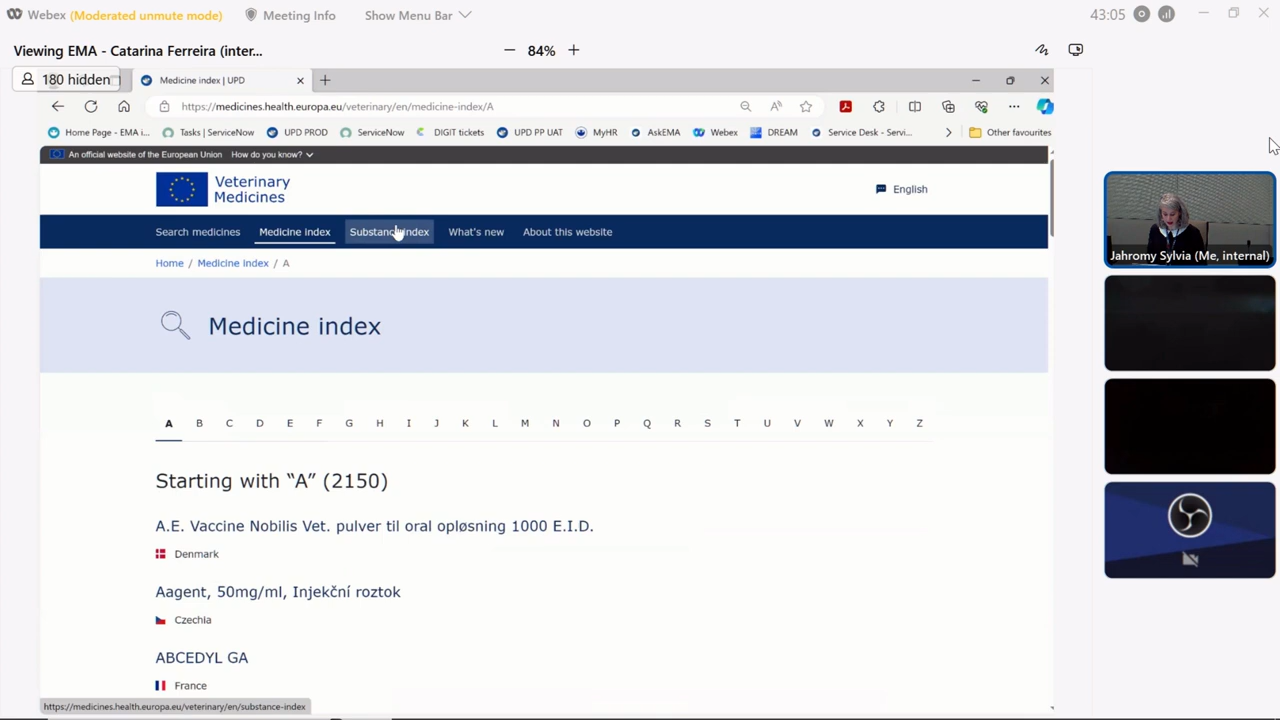 Webex (Moderated unmute mode) Meeting Info Show Menu Bar 43:05
Viewing EMA - Catarina Ferreira (inter... 84%
180 hidden Medicine index | UPD
https://medicines.health.europa.eu/veterinary/en/medicine-index/A
Home Page - EMA i... Tasks | ServiceNow UPD PROD ServiceNow DIGIT tickets UPD PP UAT MyHR AskEMA Webex DREAM Service Desk - Servi... Other favourites
An official website of the European Union How do you know?
Veterinary
Medicines
English
Search medicines Medicine index Substance index What's new About this website
Home / Medicine index / A
Medicine index
A B C D E F G H I J K L M N O P Q R S T U V W X Y Z
Starting with “A” (2150)
A.E. Vaccine Nobilis Vet. pulver til oral opløsning 1000 E.I.D.
Denmark
Aagent, 50mg/ml, Injekční roztok
Czechia
ABCEDYL GA
France
https://medicines.health.europa.eu/veterinary/en/substance-index
Jahromy Sylvia (Me, internal)